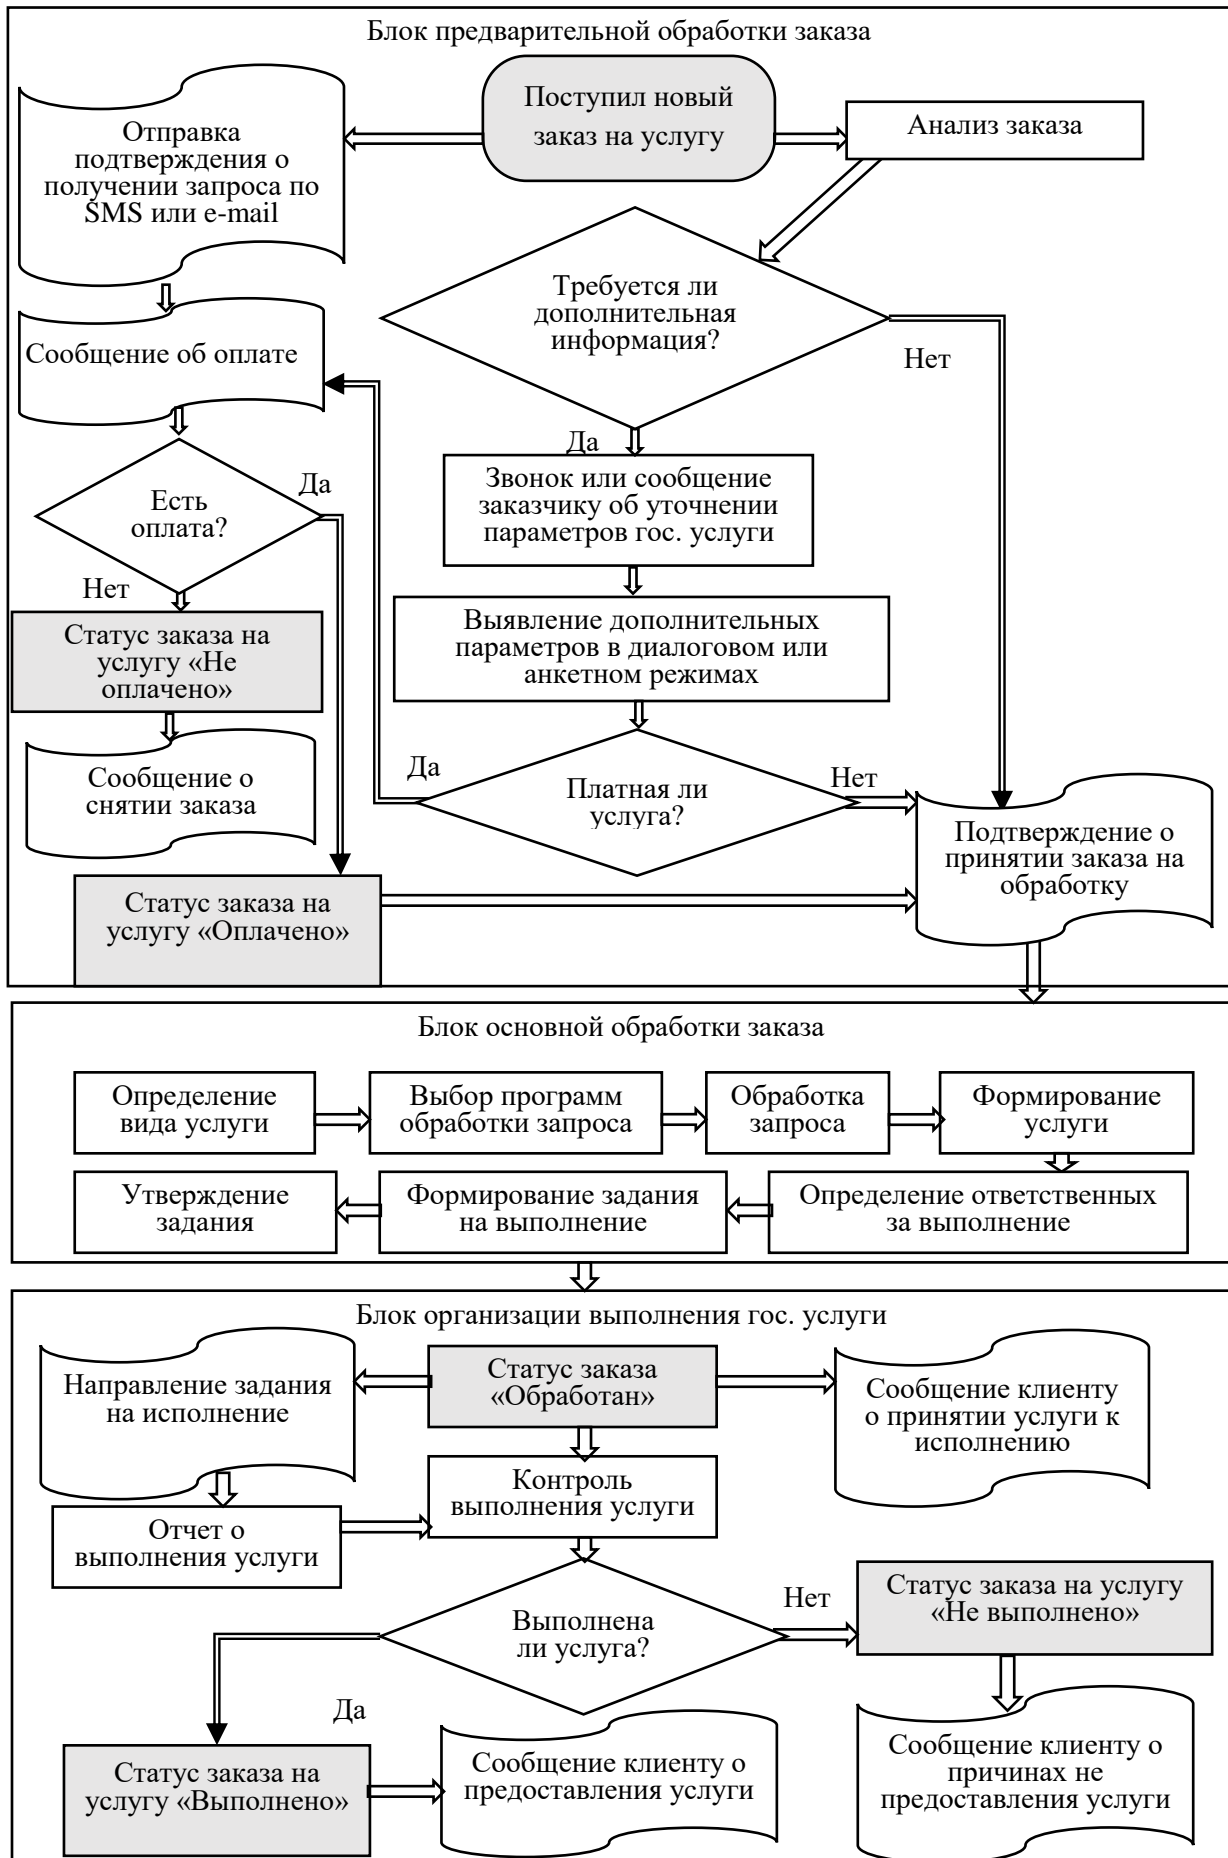 Блок предварительной обработки заказа
Поступил новый
заказ на услугу
Анализ заказа
Отправка
подтверждения о
получении запроса по
SMS или e-mail
Требуется ли
дополнительная
информация?
Нет
Сообщение об оплате
Да
Есть
оплата?
Да
Нет
Звонок или сообщение
заказчику об уточнении
параметров гос. услуги
Выявление дополнительных
параметров в диалоговом или
анкетном режимах
Статус заказа на
услугу «Не
оплачено»
Сообщение о
снятии заказа
Да
Платная ли
услуга?
Нет
Подтверждение о
принятии заказа на
обработку
Статус заказа на
услугу «Оплачено»
Блок основной обработки заказа
Определение
вида услуги
Выбор программ
обработки запроса
Обработка
запроса
Формирование
услуги
Утверждение
задания
Формирование задания
на выполнение
Определение ответственных
за выполнение
Блок организации выполнения гос. услуги
Направление задания
на исполнение
Статус заказа
«Обработан»
Сообщение клиенту
о принятии услуги к
исполнению
Контроль
выполнения услуги
Отчет о
выполнения услуги
Выполнена
ли услуга?
Нет
Статус заказа на услугу
«Не выполнено»
Да
Статус заказа на
услугу «Выполнено»
Сообщение клиенту о
предоставления услуги
Сообщение клиенту о
причинах не
предоставления услуги